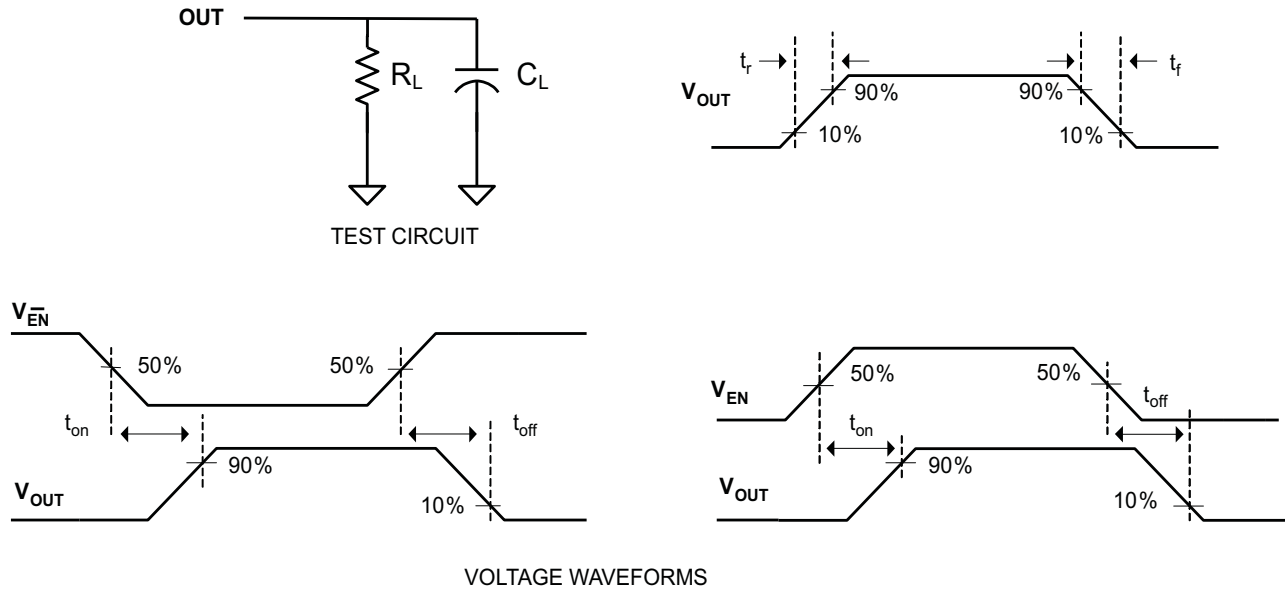 OUT
R_L
C_L
TEST CIRCUIT
t_r
t_f
V_OUT
90%
90%
10%
10%
V_E̅N̅
50%
50%
t_on
t_off
90%
V_OUT
10%
V_EN
50%
50%
t_on
t_off
90%
V_OUT
10%
VOLTAGE WAVEFORMS